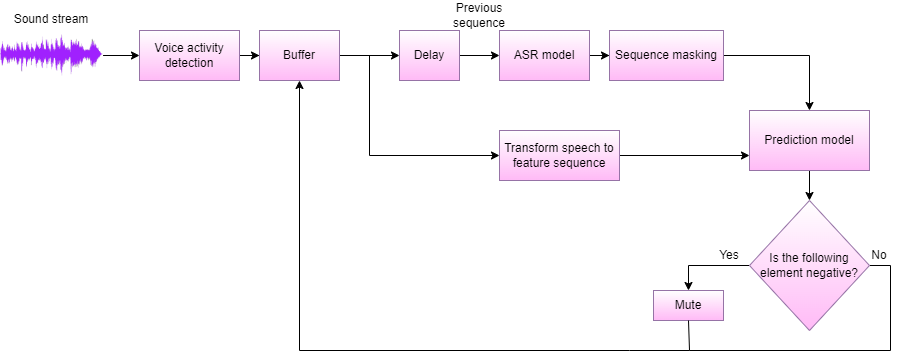 Sound stream
Previous
sequence
Voice activity
detection
Buffer
Delay
ASR model
Sequence masking
Transform speech to
feature sequence
Prediction model
Is the following
element negative?
Yes
No
Mute